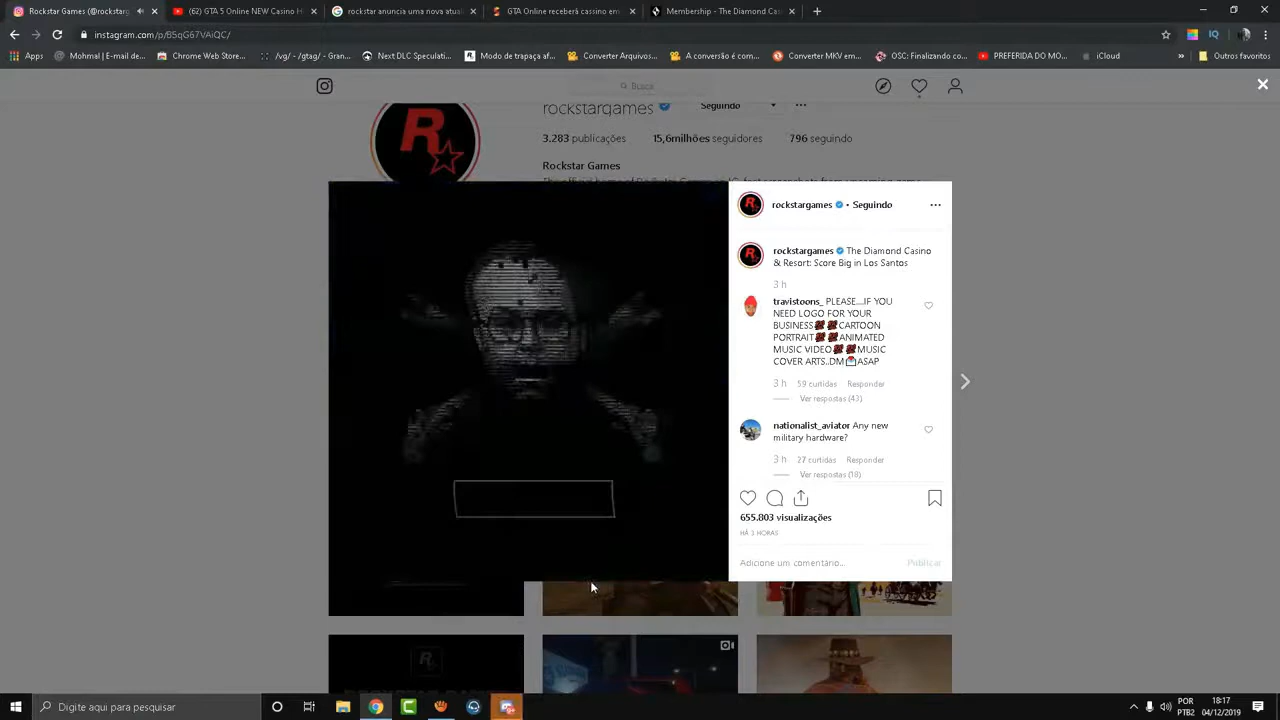 Rockstar Games (@rockstarg
(62) GTA 5 Online NEW Casino H
rockstar anuncia uma nova atuali
GTA Online receberá cassino em
Membership - The Diamond Cas
instagram.com/p/B5qG67VAiQC/
Apps
Mohmal | E-mail de...
Chrome Web Store...
/g/ - /gtag/ - Gran...
Next DLC Speculati...
Modo de trapaça af...
Converter Arquivos...
A conversão é com...
Converter MKV em...
OSC: Finalizando co...
PREFERIDA DO MO...
iCloud
»
Outros favoritos
Busca
rockstargames
Seguindo
3.283 publicações
15,6milhões seguidores
796 seguindo
Rockstar Games
rockstargames • Seguindo
rockstargames The Diamond Casino
& Resort: Score Big in Los Santos
3 h
travistoons_ PLEASE....IF YOU
NEED LOGO FOR YOUR
BUSINESS CARTOON
PORTRAIT ANIMATED
MUSIC VIDEO MUSIC
COVER ARTS..DM ASAP
3 h 59 curtidas Responder
Ver respostas (43)
nationalist_aviator Any new
military hardware?
3 h 27 curtidas Responder
Ver respostas (18)
655.803 visualizações
HÁ 3 HORAS
Adicione um comentário...
Publicar
Digite aqui para pesquisar
POR
PTB2
18:17
04/12/2019